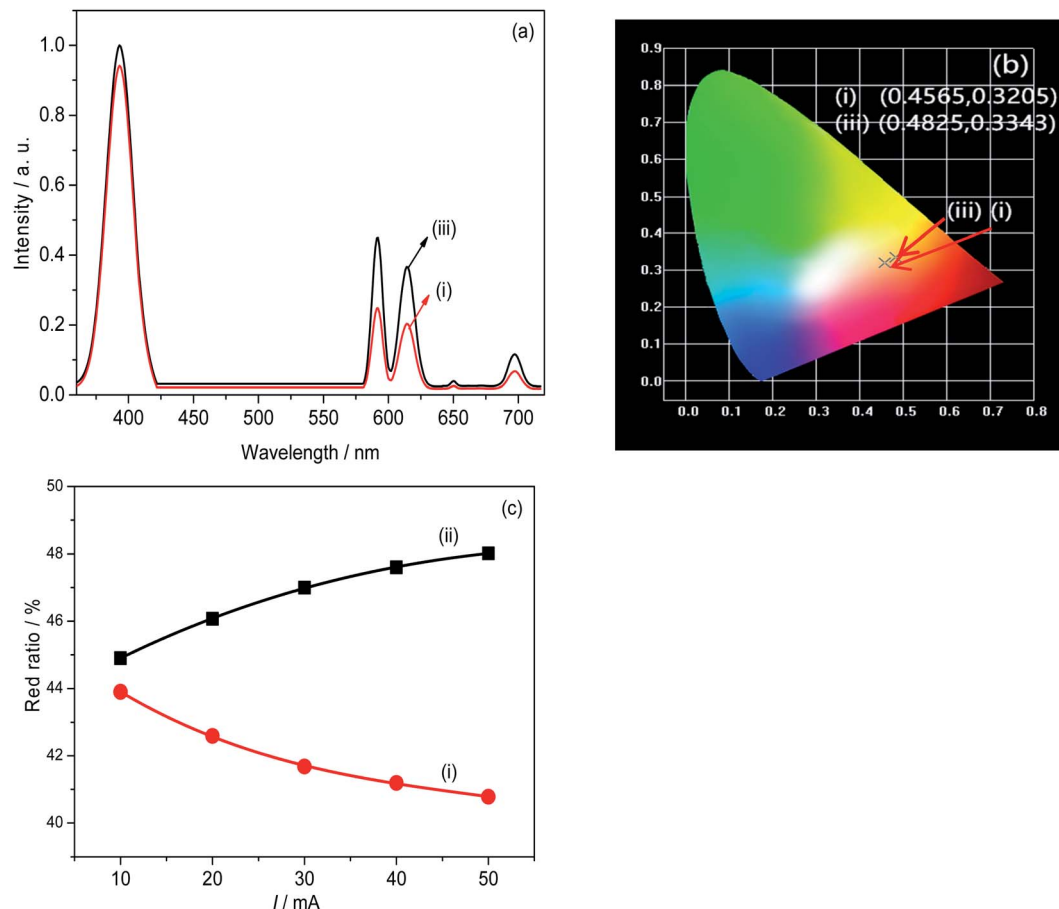 (a)
1.0
0.8
0.6
0.4
0.2
0.0
Intensity / a. u.
(iii)
(i)
400 450 500 550 600 650 700
Wavelength / nm
(b)
(i) (0.4565,0.3205)
(iii) (0.4825,0.3343)
(iii) (i)
0.9
0.8
0.7
0.6
0.5
0.4
0.3
0.2
0.1
0.0
0.0 0.1 0.2 0.3 0.4 0.5 0.6 0.7 0.8
(c)
50
48
46
44
42
40
Red ratio / %
(ii)
(i)
10 20 30 40 50
I / mA